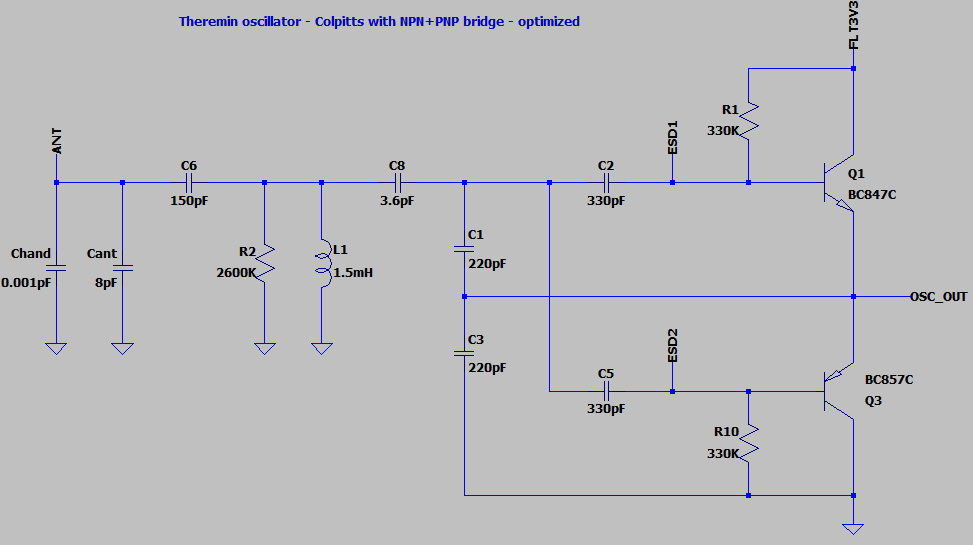 Theremin oscillator - Colpitts with NPN+PNP bridge - optimized
FLT3V3
R1
330K
ANT
ESD1
C6
150pF
C8
3.6pF
C2
330pF
Q1
BC847C
Chand
0.001pF
Cant
8pF
R2
2600K
L1
1.5mH
C1
220pF
OSC_OUT
C3
220pF
ESD2
C5
330pF
BC857C
Q3
R10
330K